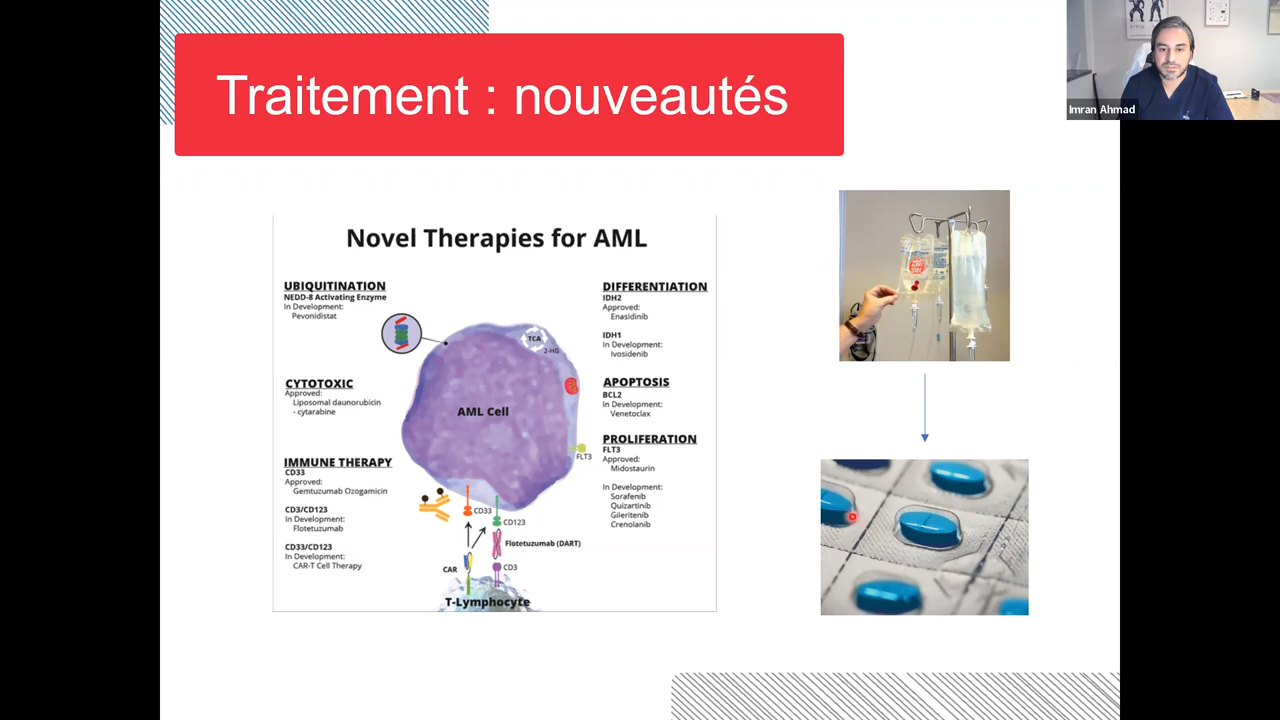 Traitement : nouveautés
Imran Ahmad
Novel Therapies for AML
UBIQUITINATION
NEDD-8 Activating Enzyme
In Development:
Pevonidistat
CYTOTOXIC
Approved:
Liposomal daunorubicin
- cytarabine
IMMUNE THERAPY
CD33
Approved:
Gemtuzumab Ozogamicin
CD3/CD123
In Development:
Flotetuzumab
CD33/CD123
In Development:
CAR-T Cell Therapy
TCA
2-HG
AML Cell
FLT3
CD33
CD123
Flotetuzumab (DART)
CAR
CD3
T-Lymphocyte
DIFFERENTIATION
IDH2
Approved:
Enasidinib
IDH1
In Development:
Ivosidenib
APOPTOSIS
BCL2
In Development:
Venetoclax
PROLIFERATION
FLT3
Approved:
Midostaurin
In Development:
Sorafenib
Quizartinib
Gileritenib
Crenolanib